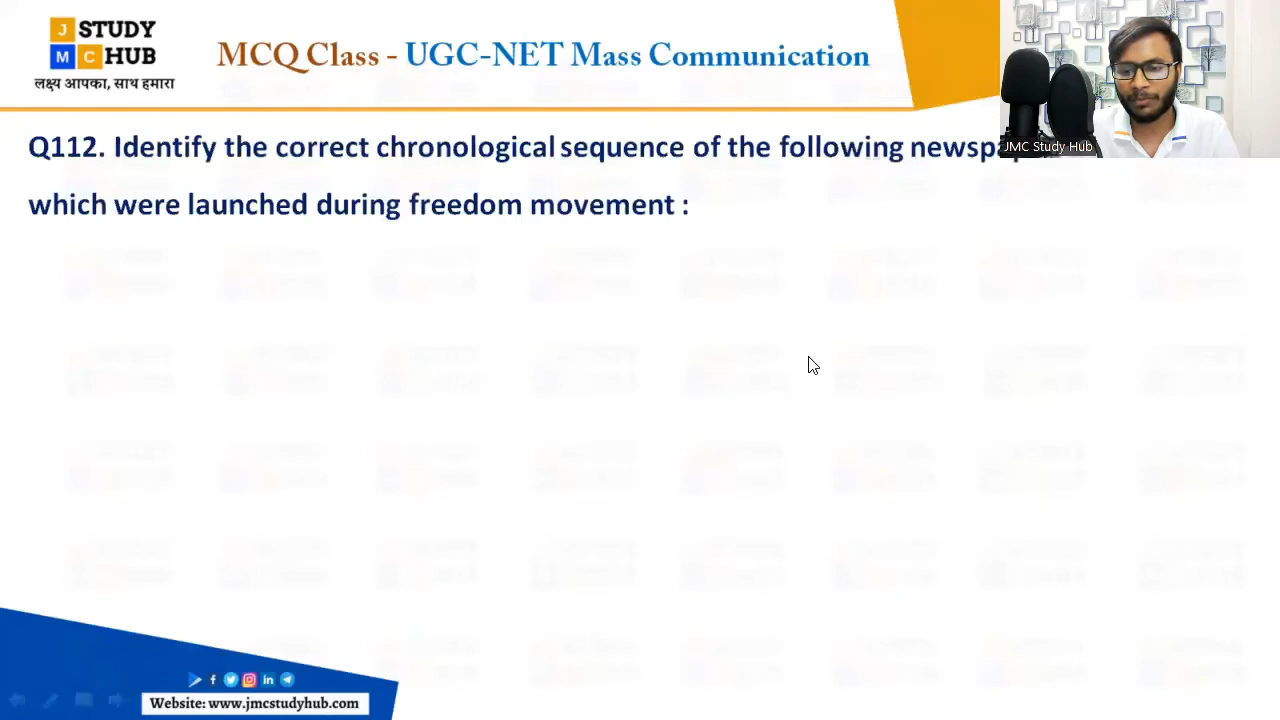 J STUDY
MC HUB
लक्ष्य आपका, साथ हमारा
MCQ Class - UGC-NET Mass Communication
JMC Study Hub
Q112. Identify the correct chronological sequence of the following
which were launched during freedom movement :
Website: www.jmcstudyhub.com